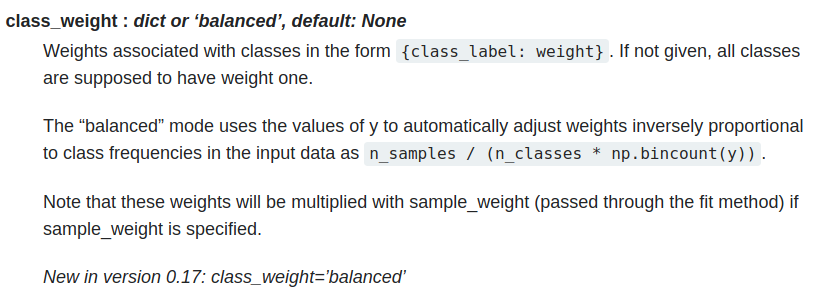 class_weight : dict or ‘balanced’, default: None
Weights associated with classes in the form {class_label: weight} . If not given, all classes
are supposed to have weight one.
The “balanced” mode uses the values of y to automatically adjust weights inversely proportional
to class frequencies in the input data as n_samples / (n_classes * np.bincount(y)) .
Note that these weights will be multiplied with sample_weight (passed through the fit method) if
sample_weight is specified.
New in version 0.17: class_weight=’balanced’